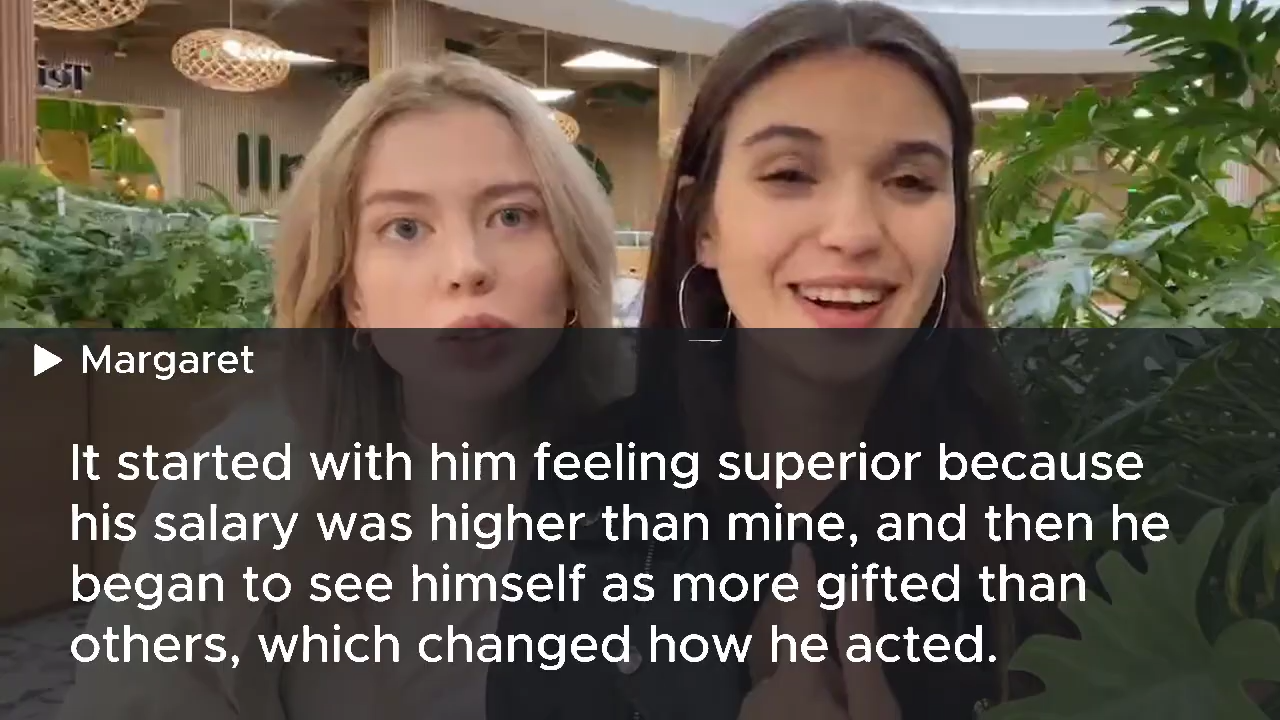 Margaret
It started with him feeling superior because
his salary was higher than mine, and then he
began to see himself as more gifted than
others, which changed how he acted.